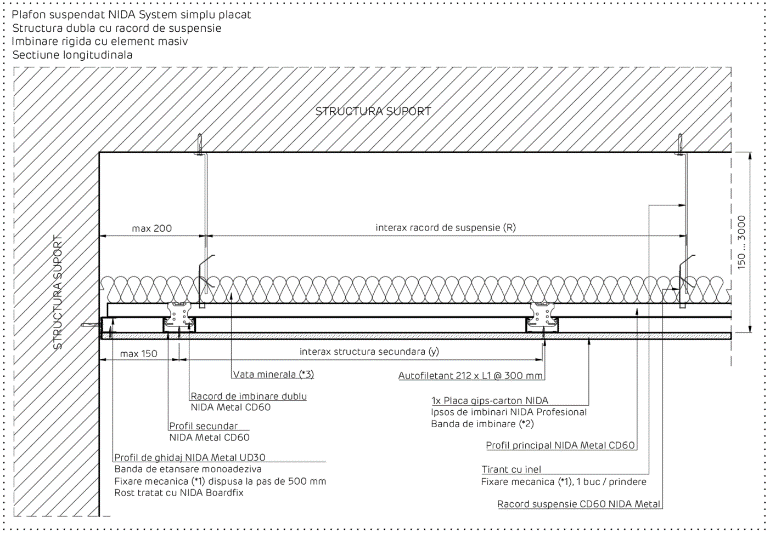 Plafon suspendat NIDA System simplu placat
Structura dubla cu racord de suspensie
Imbinare rigida cu element masiv
Sectiune longitudinala
STRUCTURA SUPORT
STRUCTURA SUPORT
max 200
interax racord de suspensie (R)
150 ... 3000
max 150
interax structura secundara (y)
Vata minerala (*3)
Autofiletant 212 x L1 @ 300 mm
Racord de imbinare dublu
NIDA Metal CD60
1x Placa gips-carton NIDA
Ipsos de imbinari NIDA Profesional
Banda de imbinare (*2)
Profil secundar
NIDA Metal CD60
Profil principal NIDA Metal CD60
Profil de ghidaj NIDA Metal UD30
Banda de etansare monoadeziva
Fixare mecanica (*1) dispusa la pas de 500 mm
Rost tratat cu NIDA Boardfix
Tirant cu inel
Fixare mecanica (*1), 1 buc / prindere
Racord suspensie CD60 NIDA Metal